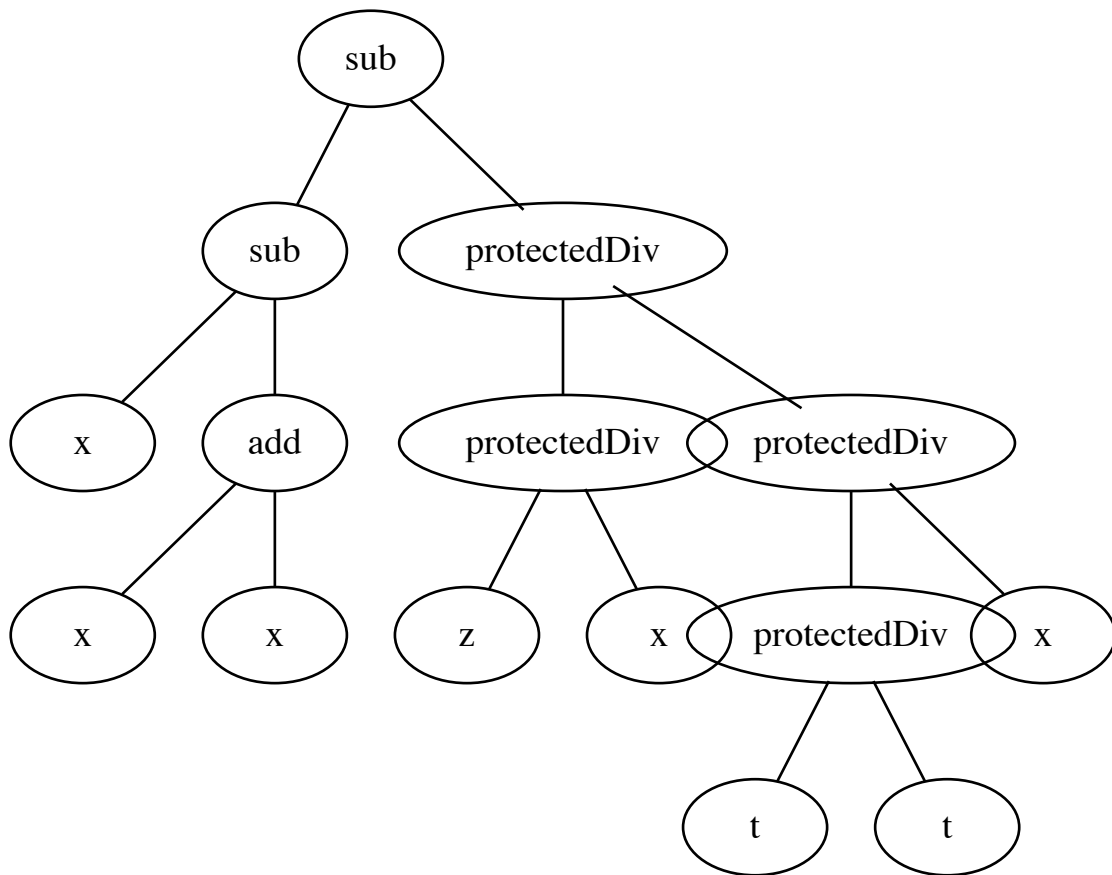 sub
sub protectedDiv
x add protectedDiv protectedDiv
x x z x protectedDiv x
t t